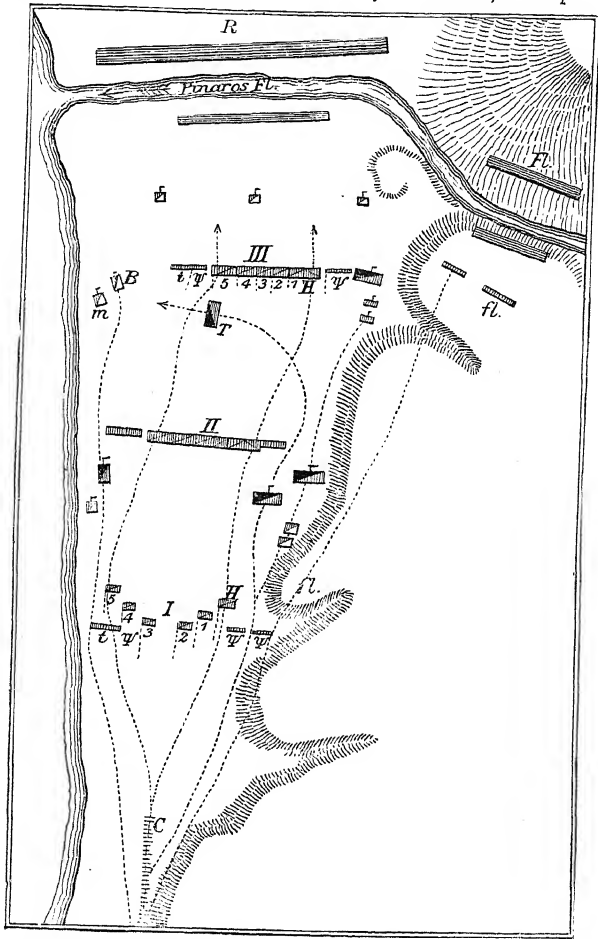 R
Pinaros Fl.
Fl.
III
t Ψ 5 4 3 2 1 H Ψ
B
m
T
fl.
II
fl.
5
4
I
H
3
2
1
t Ψ
Ψ Ψ
C